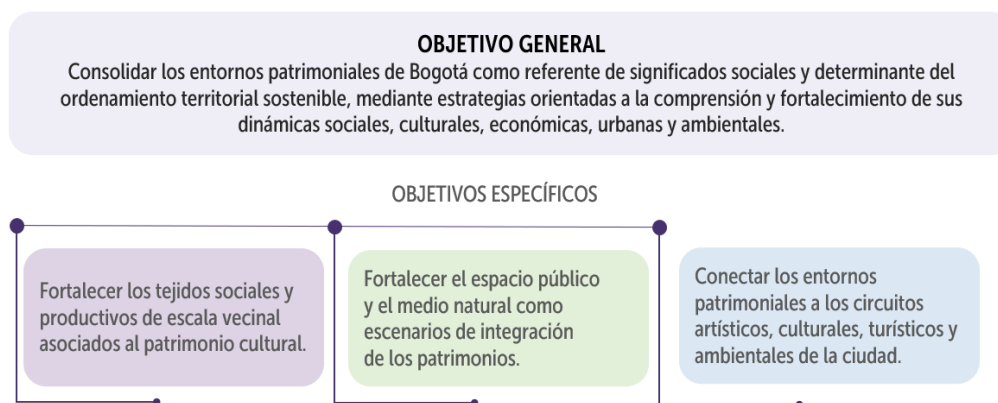 OBJETIVO GENERAL
Consolidar los entornos patrimoniales de Bogotá como referente de significados sociales y determinante del
ordenamiento territorial sostenible, mediante estrategias orientadas a la comprensión y fortalecimiento de sus
dinámicas sociales, culturales, económicas, urbanas y ambientales.
OBJETIVOS ESPECÍFICOS
Fortalecer los tejidos sociales y
productivos de escala vecinal
asociados al patrimonio cultural.
Fortalecer el espacio público
y el medio natural como
escenarios de integración
de los patrimonios.
Conectar los entornos
patrimoniales a los circuitos
artísticos, culturales, turísticos y
ambientales de la ciudad.